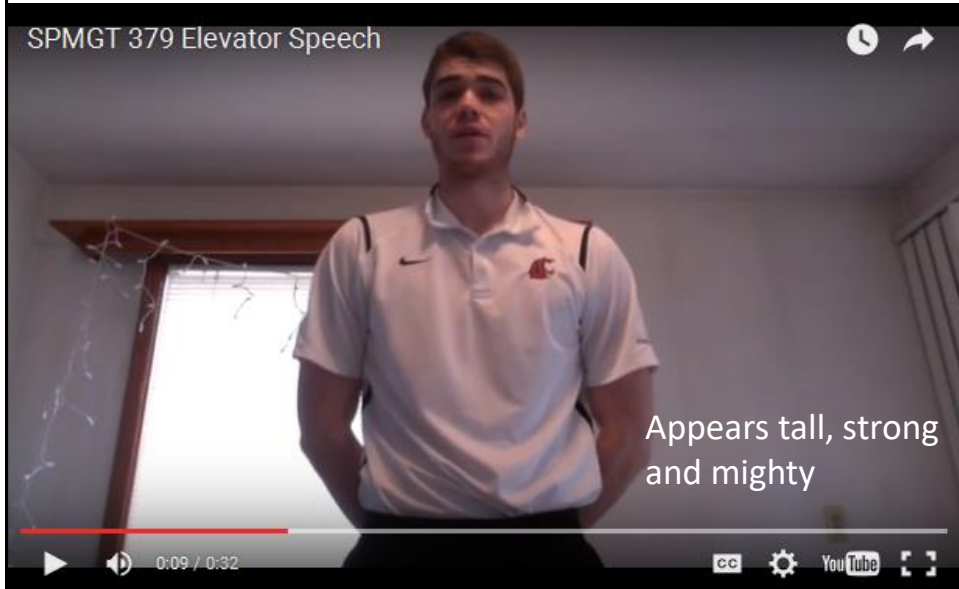 SPMGT 379 Elevator Speech
Appears tall, strong
and mighty
0:09 / 0:32
CC
YouTube